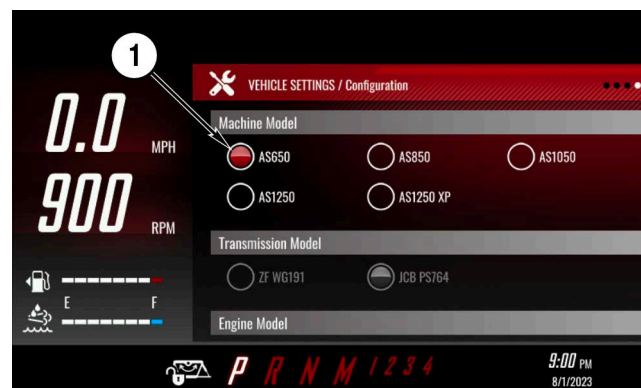 1
VEHICLE SETTINGS / Configuration
0.0 MPH
900 RPM
Machine Model
AS650 AS850 AS1050
AS1250 AS1250 XP
Transmission Model
ZF WG191 JCB PS764
Engine Model
E F
P R N M 1 2 3 4
9:00 PM
8/1/2023